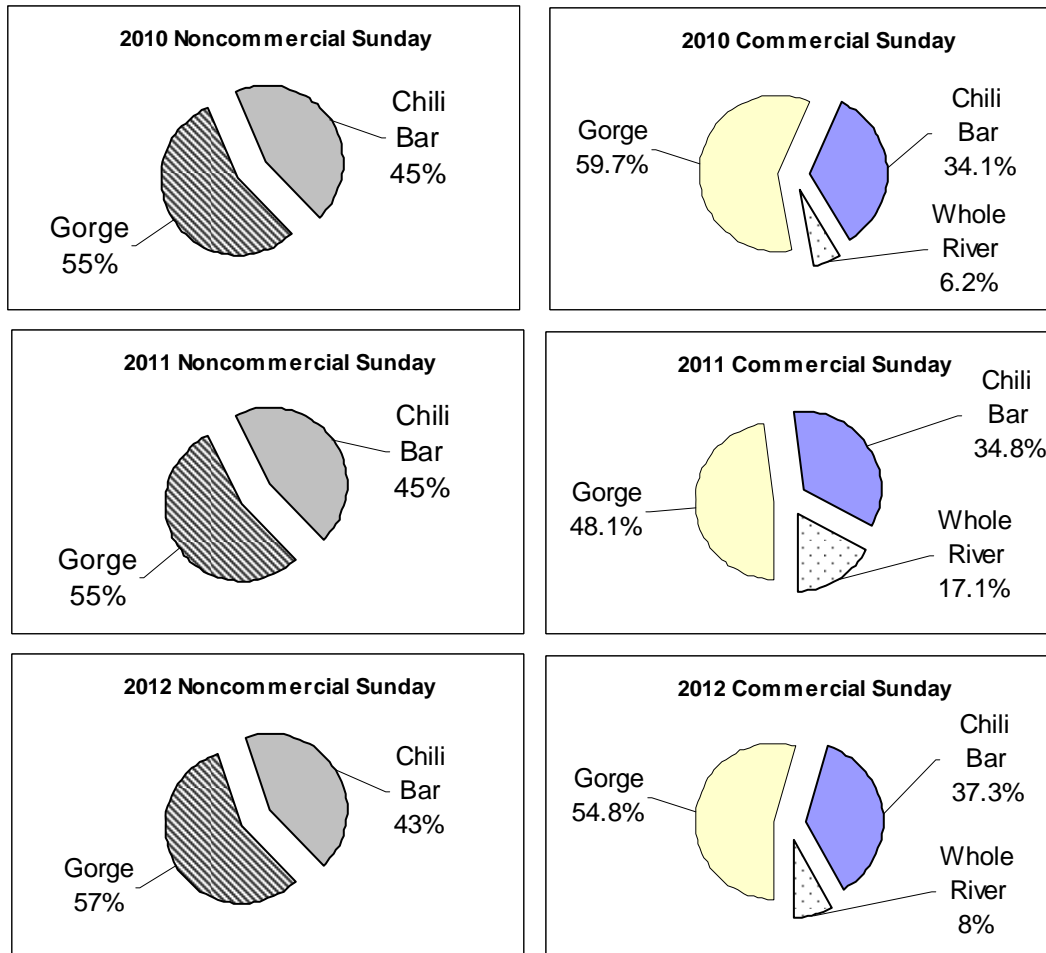 2010 Noncommercial Sunday
Chili
Bar
45%
Gorge
55%
2010 Commercial Sunday
Gorge
59.7%
Chili
Bar
34.1%
Whole
River
6.2%
2011 Noncommercial Sunday
Chili
Bar
45%
Gorge
55%
2011 Commercial Sunday
Chili
Bar
34.8%
Gorge
48.1%
Whole
River
17.1%
2012 Noncommercial Sunday
Chili
Bar
43%
Gorge
57%
2012 Commercial Sunday
Chili
Bar
37.3%
Gorge
54.8%
Whole
River
8%